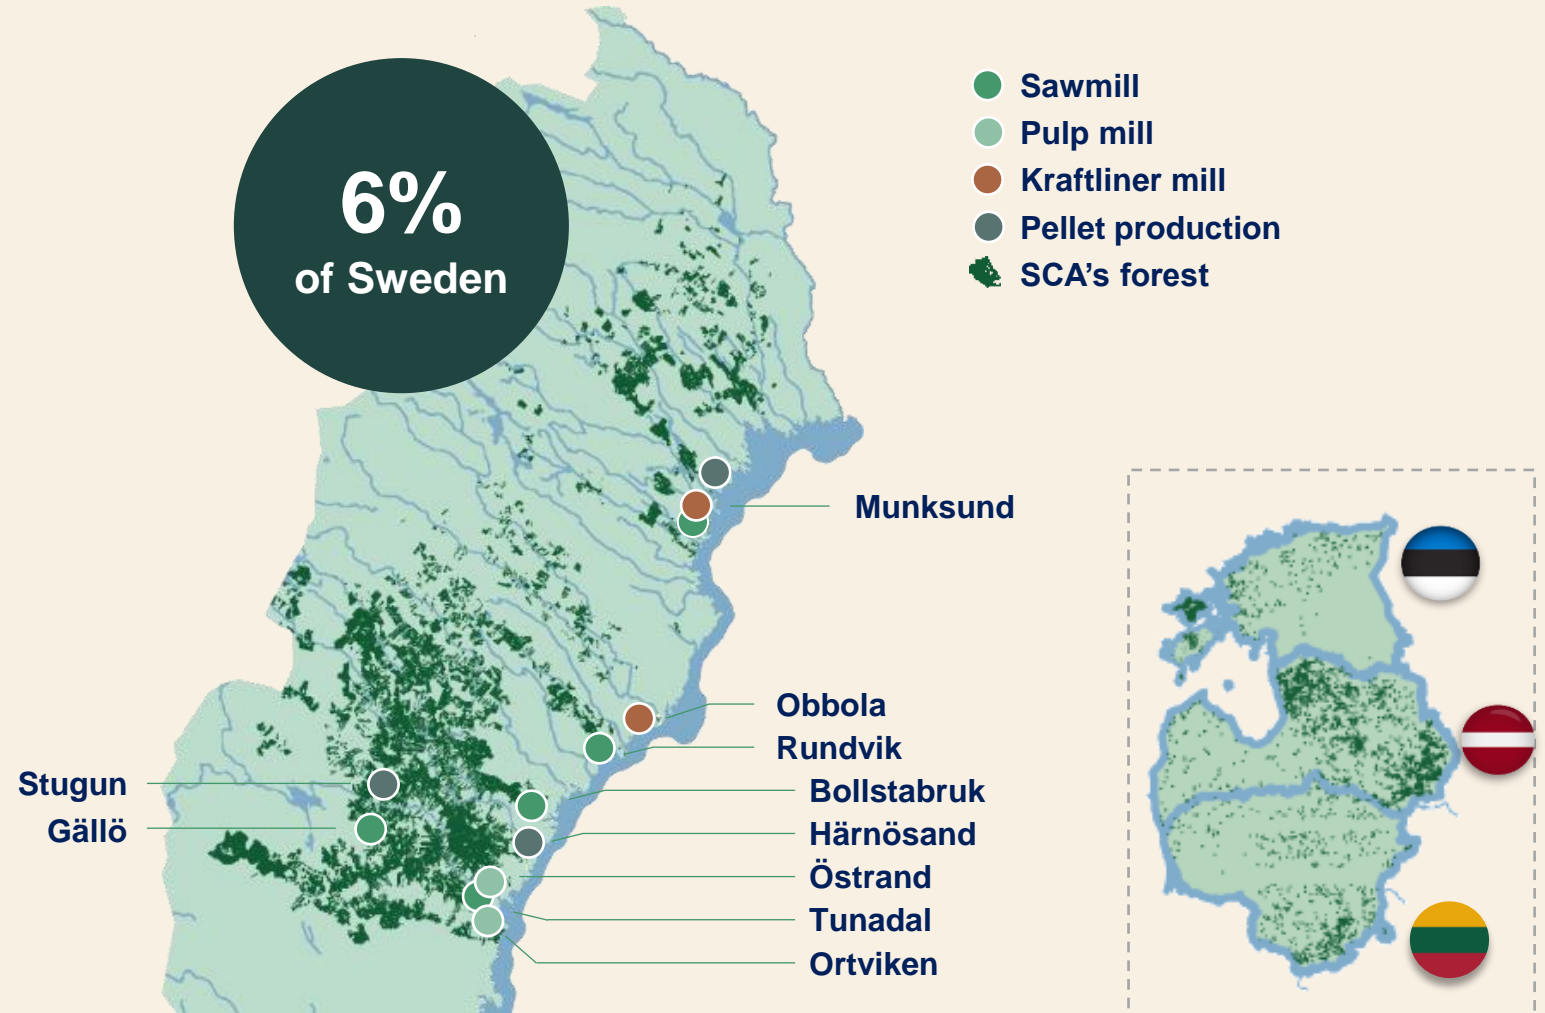 6%
of Sweden
Sawmill
Pulp mill
Kraftliner mill
Pellet production
SCA’s forest
Munksund
Obbola
Rundvik
Stugun
Bollstabruk
Gällö
Härnösand
Östrand
Tunadal
Ortviken